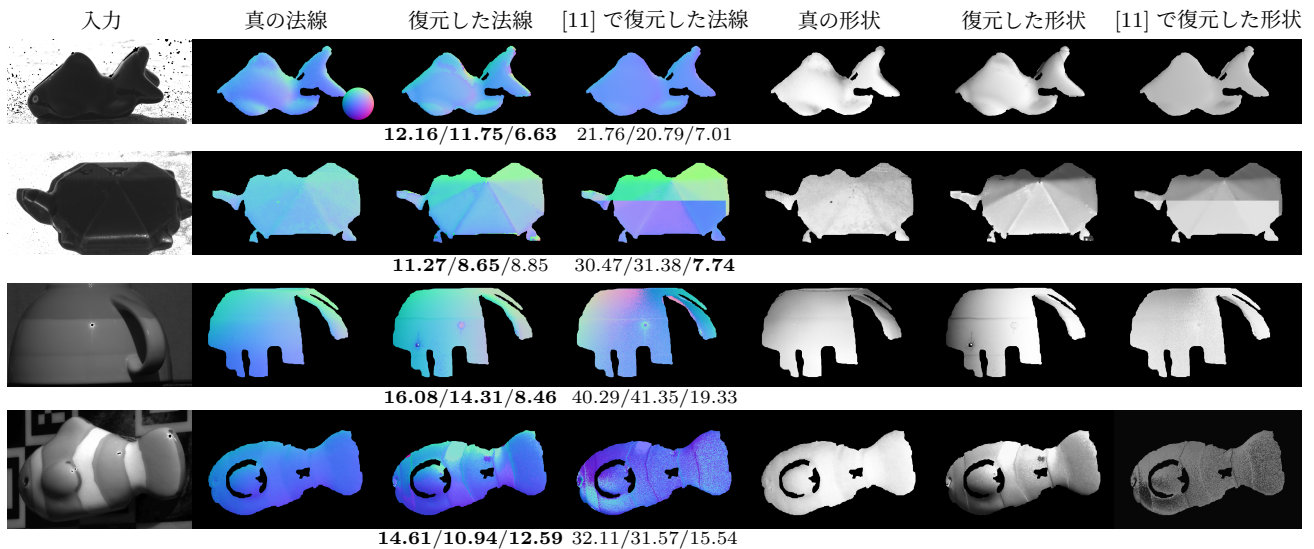 入力 真の法線 復元した法線 [11] で復元した法線 真の形状 復元した形状 [11] で復元した形状
12.16/11.75/6.63 21.76/20.79/7.01
11.27/8.65/8.85 30.47/31.38/7.74
16.08/14.31/8.46 40.29/41.35/19.33
14.61/10.94/12.59 32.11/31.57/15.54